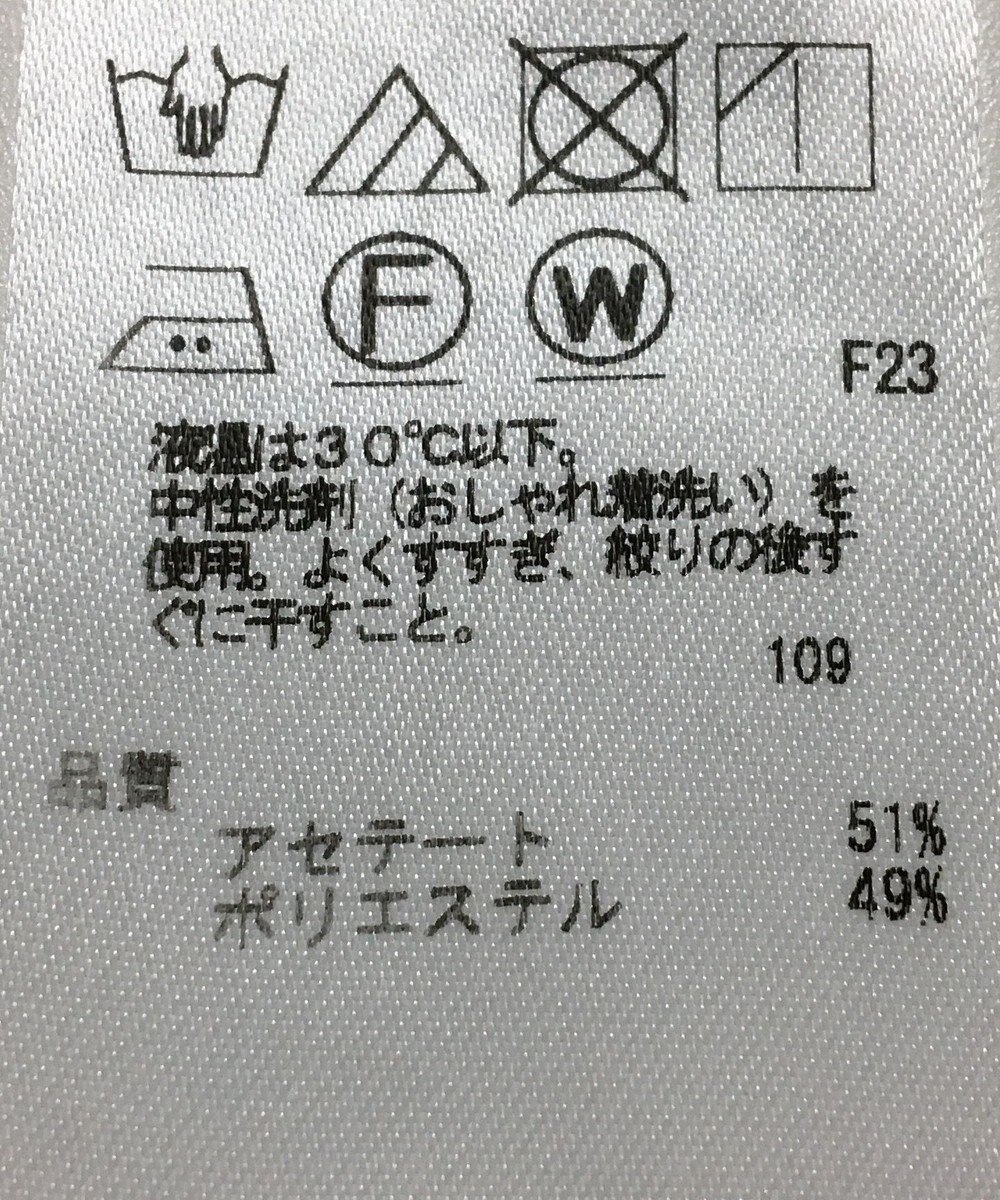 F
W
F23
液温は30℃以下。
中性洗剤(おしゃれ着洗い)を
使用。よくすすぎ、絞りの後す
ぐに干すこと。
109
品質
アセテート 51%
ポリエステル 49%